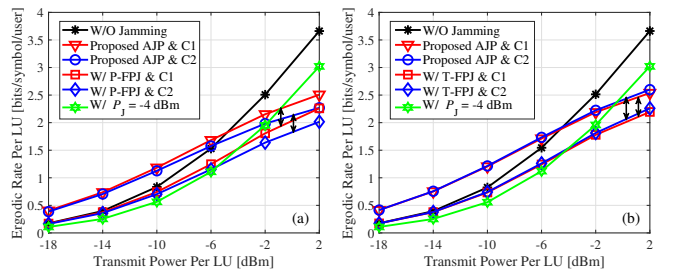 4
3.5
3
2.5
2
1.5
1
0.5
0
Ergodic Rate Per LU [bits/symbol/user]
W/O Jamming
Proposed AJP & C1
Proposed AJP & C2
W/ P-FPJ & C1
W/ P-FPJ & C2
W/ P_J = -4 dBm
(a)
-18 -14 -10 -6 -2 2
Transmit Power Per LU [dBm]
4
3.5
3
2.5
2
1.5
1
0.5
0
Ergodic Rate Per LU [bits/symbol/user]
W/O Jamming
Proposed AJP & C1
Proposed AJP & C2
W/ T-FPJ & C1
W/ T-FPJ & C2
W/ P_J = -4 dBm
(b)
-18 -14 -10 -6 -2 2
Transmit Power Per LU [dBm]